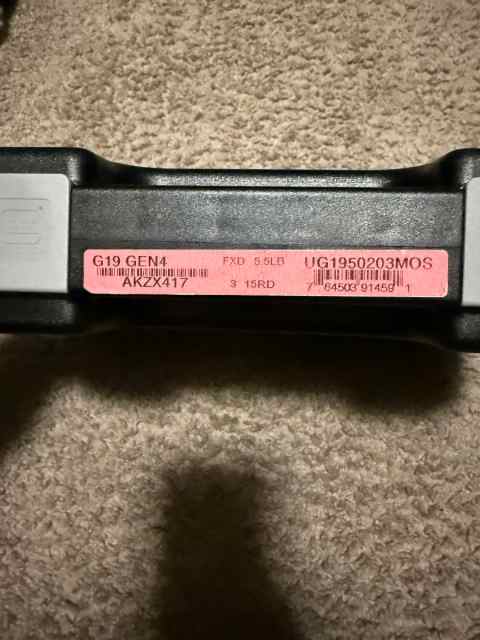 G19 GEN4 FXD 5.5LB UG1950203MOS
AKZX417 3 15RD 7 64503 91459 1